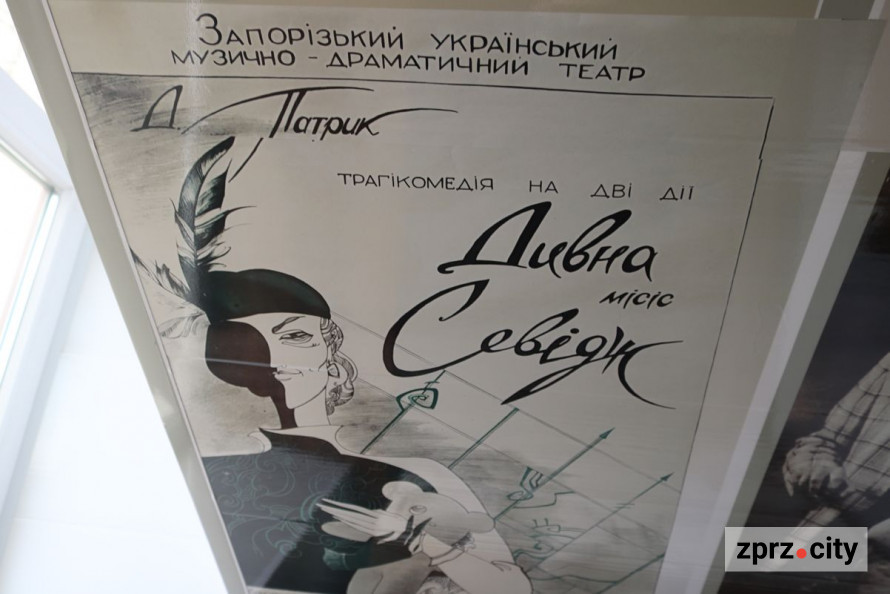 ЗАПОРІЗЬКИЙ УКРАЇНСЬКИЙ
МУЗИЧНО - ДРАМАТИЧНИЙ ТЕАТР
Д. Патрик
ТРАГІКОМЕДІЯ НА ДВІ ДІЇ
Дивна
місіс
Севідж
zprz.city